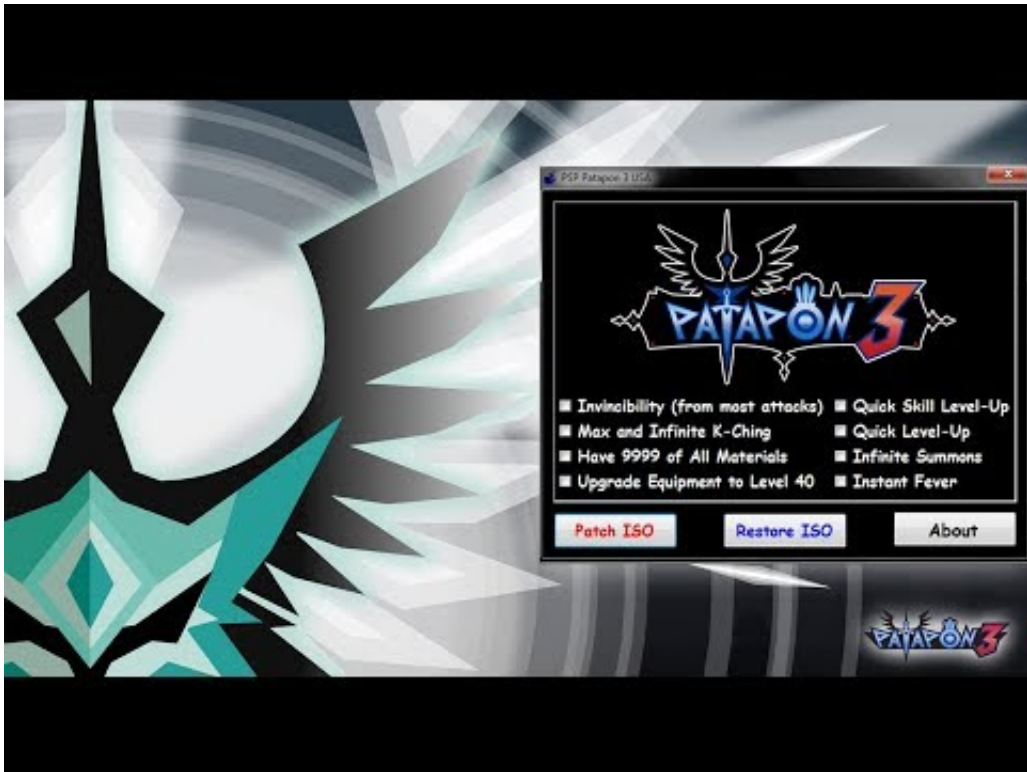 PSP Patapon 3 USA
PATAPON 3
Invincibility (from most attacks)
Max and Infinite K-Ching
Have 9999 of All Materials
Upgrade Equipment to Level 40
Quick Skill Level-Up
Quick Level-Up
Infinite Summons
Instant Fever
Patch ISO
Restore ISO
About
PATAPON 3